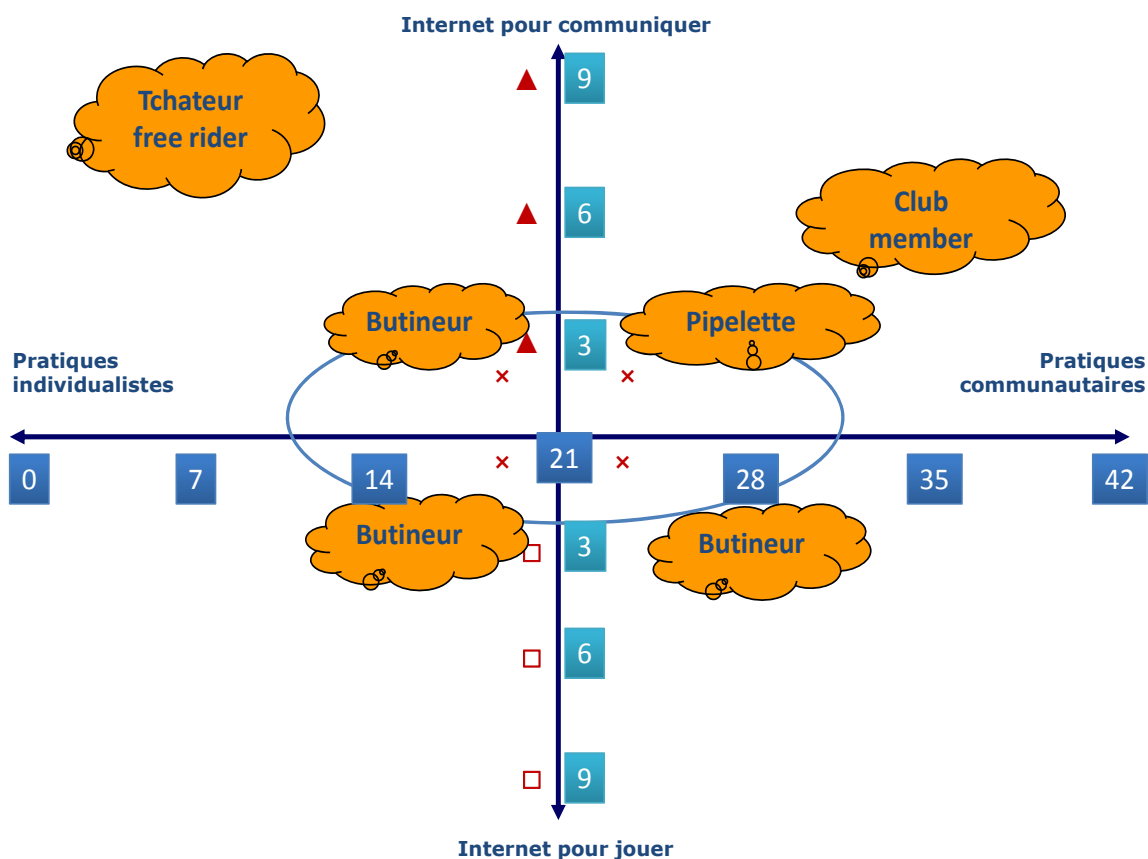 Internet pour communiquer
9
Tchateur
free rider
6
Club
member
Butineur
Pipelette
3
Pratiques
individualistes
Pratiques
communautaires
0
7
14
21
28
35
42
Butineur
3
Butineur
6
9
Internet pour jouer